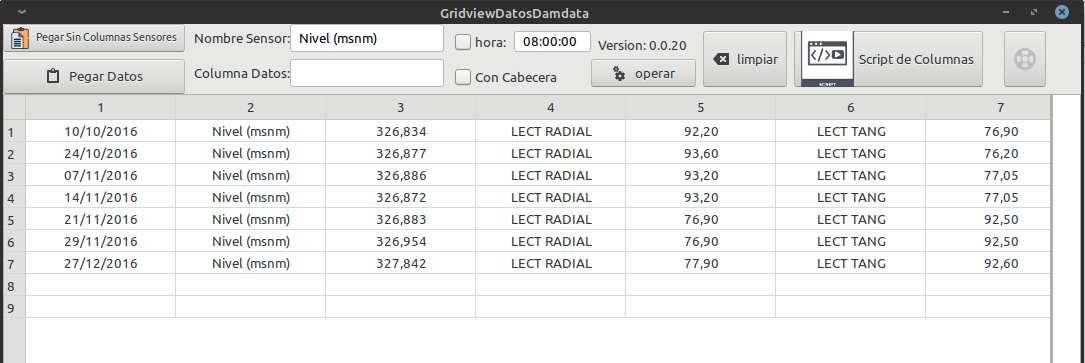 GridviewDatosDamdata
Pegar Sin Columnas Sensores
Nombre Sensor: Nivel (msnm)
hora: 08:00:00
Version: 0.0.20
limpiar
SCRIPT
Script de Columnas
Pegar Datos
Columna Datos:
Con Cabecera
operar
1 2 3 4 5 6 7
1 10/10/2016 Nivel (msnm) 326,834 LECT RADIAL 92,20 LECT TANG 76,90
2 24/10/2016 Nivel (msnm) 326,877 LECT RADIAL 93,60 LECT TANG 76,20
3 07/11/2016 Nivel (msnm) 326,886 LECT RADIAL 93,20 LECT TANG 77,05
4 14/11/2016 Nivel (msnm) 326,872 LECT RADIAL 93,20 LECT TANG 77,05
5 21/11/2016 Nivel (msnm) 326,883 LECT RADIAL 76,90 LECT TANG 92,50
6 29/11/2016 Nivel (msnm) 326,954 LECT RADIAL 76,90 LECT TANG 92,50
7 27/12/2016 Nivel (msnm) 327,842 LECT RADIAL 77,90 LECT TANG 92,60
8
9